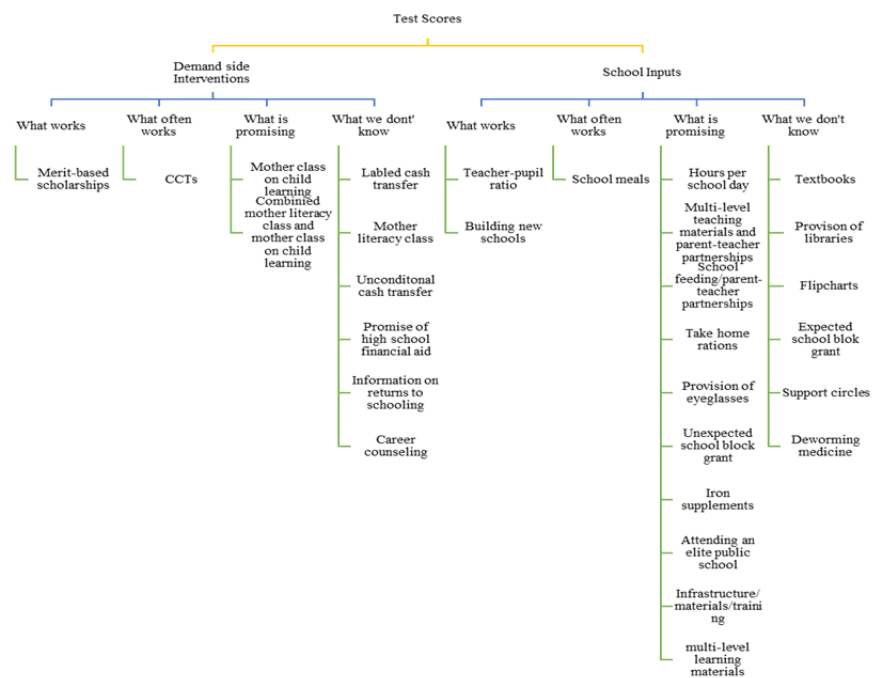 Test Scores
Demand side
Interventions
School Inputs
What works
What often
works
What is
promising
What we dont'
know
What works
What often
works
What is
promising
What we don't
know
Merit-based
scholarships
CCTs
Mother class
on child
learning
Combinied
mother literacy
class and
mother class
on child
learning
Labled cash
transfer
Mother
literacy class
Unconditonal
cash transfer
Promise of
high school
financial aid
Information on
returns to
schooling
Career
counseling
Teacher-pupil
ratio
Building new
schools
School meals
Hours per
school day
Multi-level
teaching
materials and
parent-teacher
partnerships
School
feeding/parent-
teacher
partnerships
Take home
rations
Provision of
eyeglasses
Unexpected
school block
grant
Iron
supplements
Attending an
elite public
school
Infrastructure/
materials/traini
ng
multi-level
learning
materials
Textbooks
Provison of
libraries
Flipcharts
Expected
school blok
grant
Support circles
Deworming
medicine